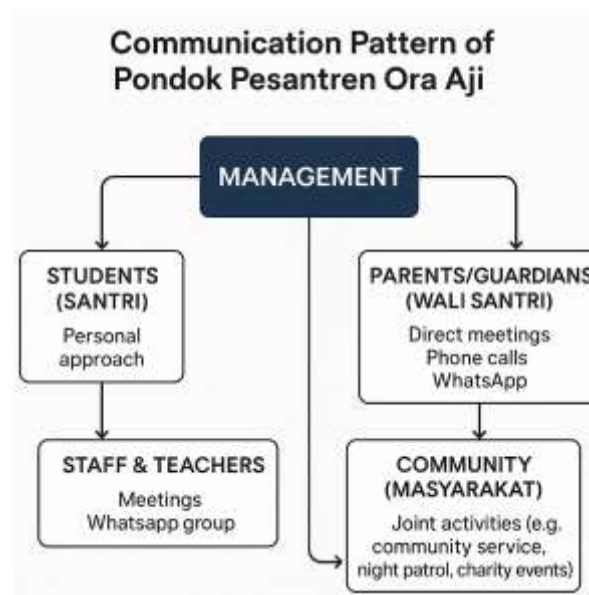 Communication Pattern of
Pondok Pesantren Ora Aji
MANAGEMENT
STUDENTS
(SANTRI)
Personal
approach
PARENTS/GUARDIANS
(WALI SANTRI)
Direct meetings
Phone calls
WhatsApp
STAFF & TEACHERS
Meetings
Whatsapp group
COMMUNITY
(MASYARAKAT)
Joint activities (e.g.
community service,
night patrol, charity events)